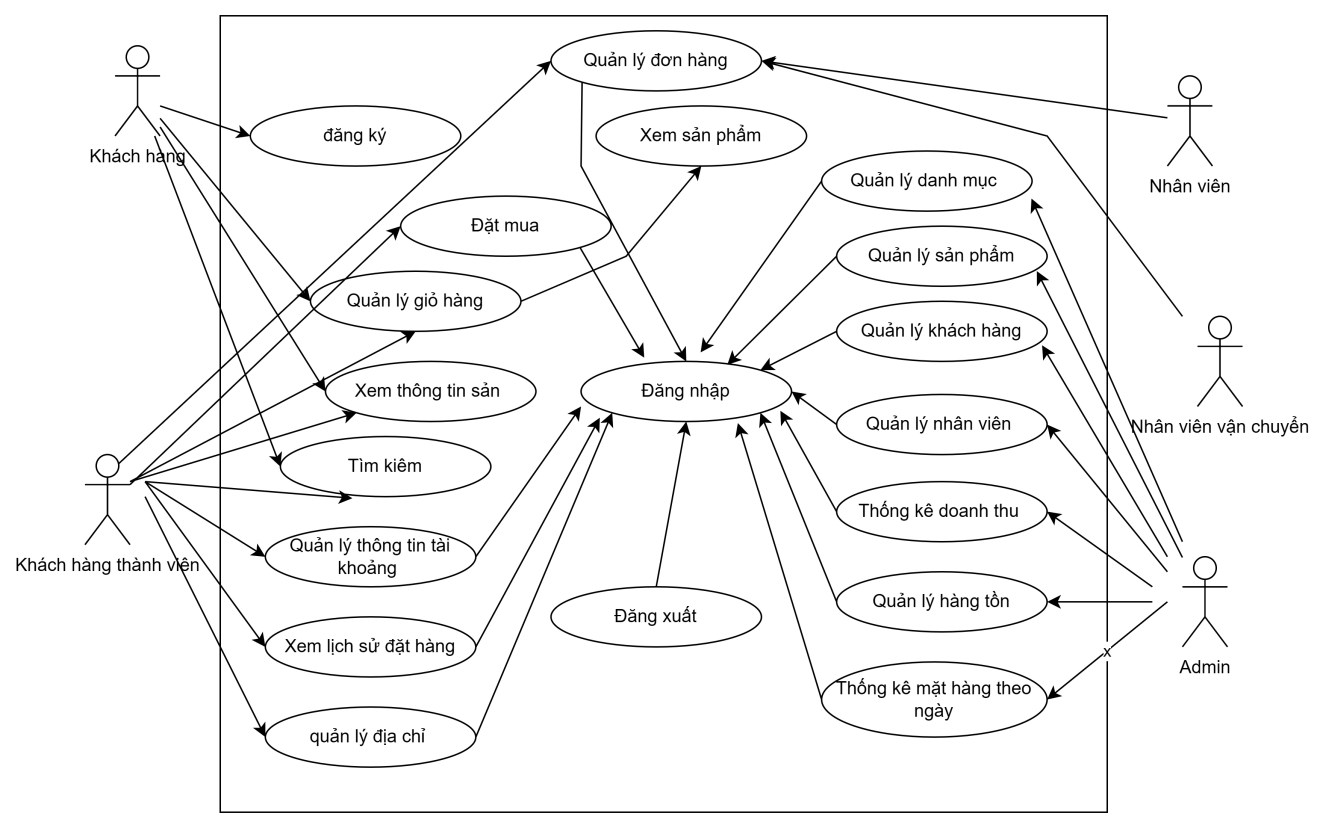 Quản lý đơn hàng
đăng ký
Xem sản phẩm
Khách hàng
Nhân viên
Quản lý danh mục
Đặt mua
Quản lý sản phẩm
Quản lý giỏ hàng
Quản lý khách hàng
Đăng nhập
Xem thông tin sản
Quản lý nhân viên
Nhân viên vận chuyển
Tìm kiêm
Thống kê doanh thu
Quản lý thông tin tài
khoảng
Khách hàng thành viên
Quản lý hàng tồn
Đăng xuất
Xem lịch sử đặt hàng
x
Admin
Thống kê mặt hàng theo
ngày
quản lý địa chỉ